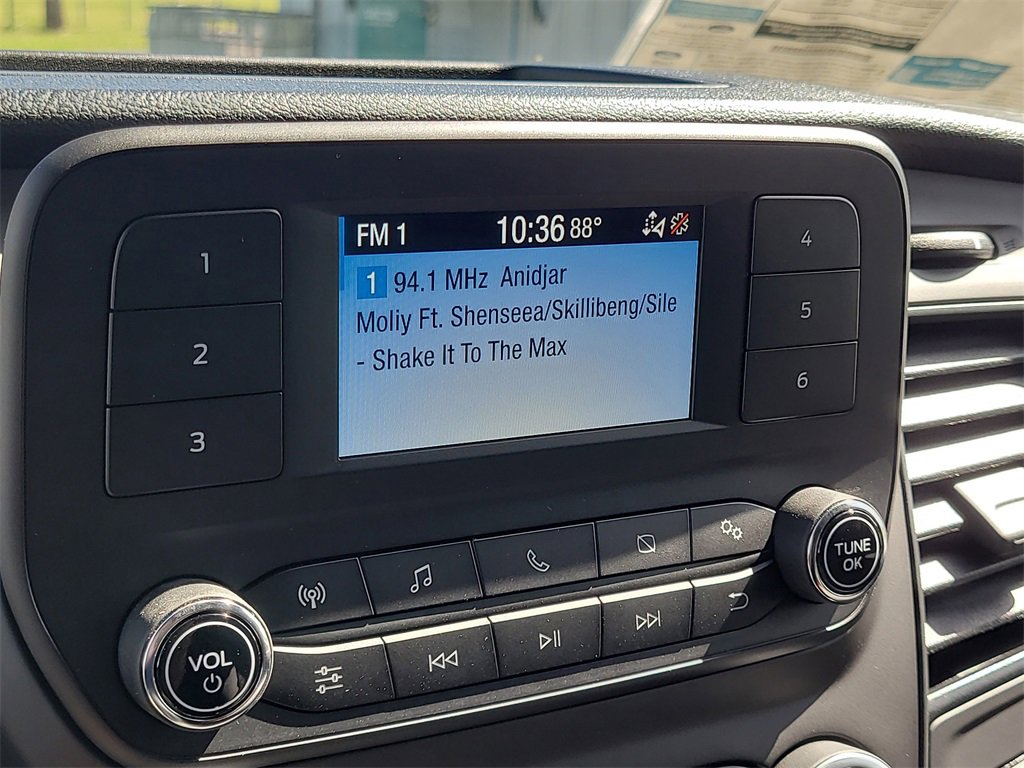 FM 1 10:36 88°
1 94.1 MHz Anidjar
Moliy Ft. Shenseea/Skillibeng/Sile
- Shake It To The Max
1
2
3
4
5
6
VOL
TUNE
OK